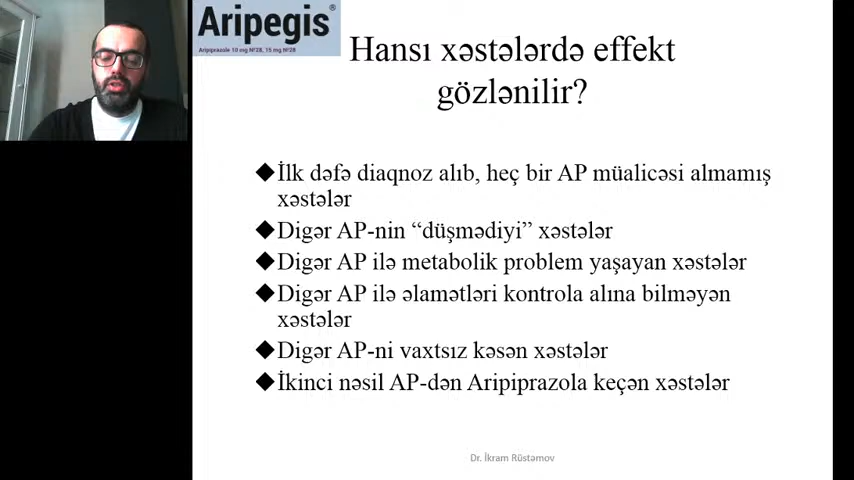 Aripegis®
Aripiprazole 10 mg №28, 15 mg №28
Hansı xəstələrdə effekt
gözlənilir?
◆İlk dəfə diaqnoz alıb, heç bir AP müalicəsi almamış
xəstələr
◆Digər AP-nin “düşmədiyi” xəstələr
◆Digər AP ilə metabolik problem yaşayan xəstələr
◆Digər AP ilə əlamətləri kontrola alına bilməyən
xəstələr
◆Digər AP-ni vaxtsız kəsən xəstələr
◆İkinci nəsil AP-dən Aripiprazola keçən xəstələr
Dr. İkram Rüstəmov